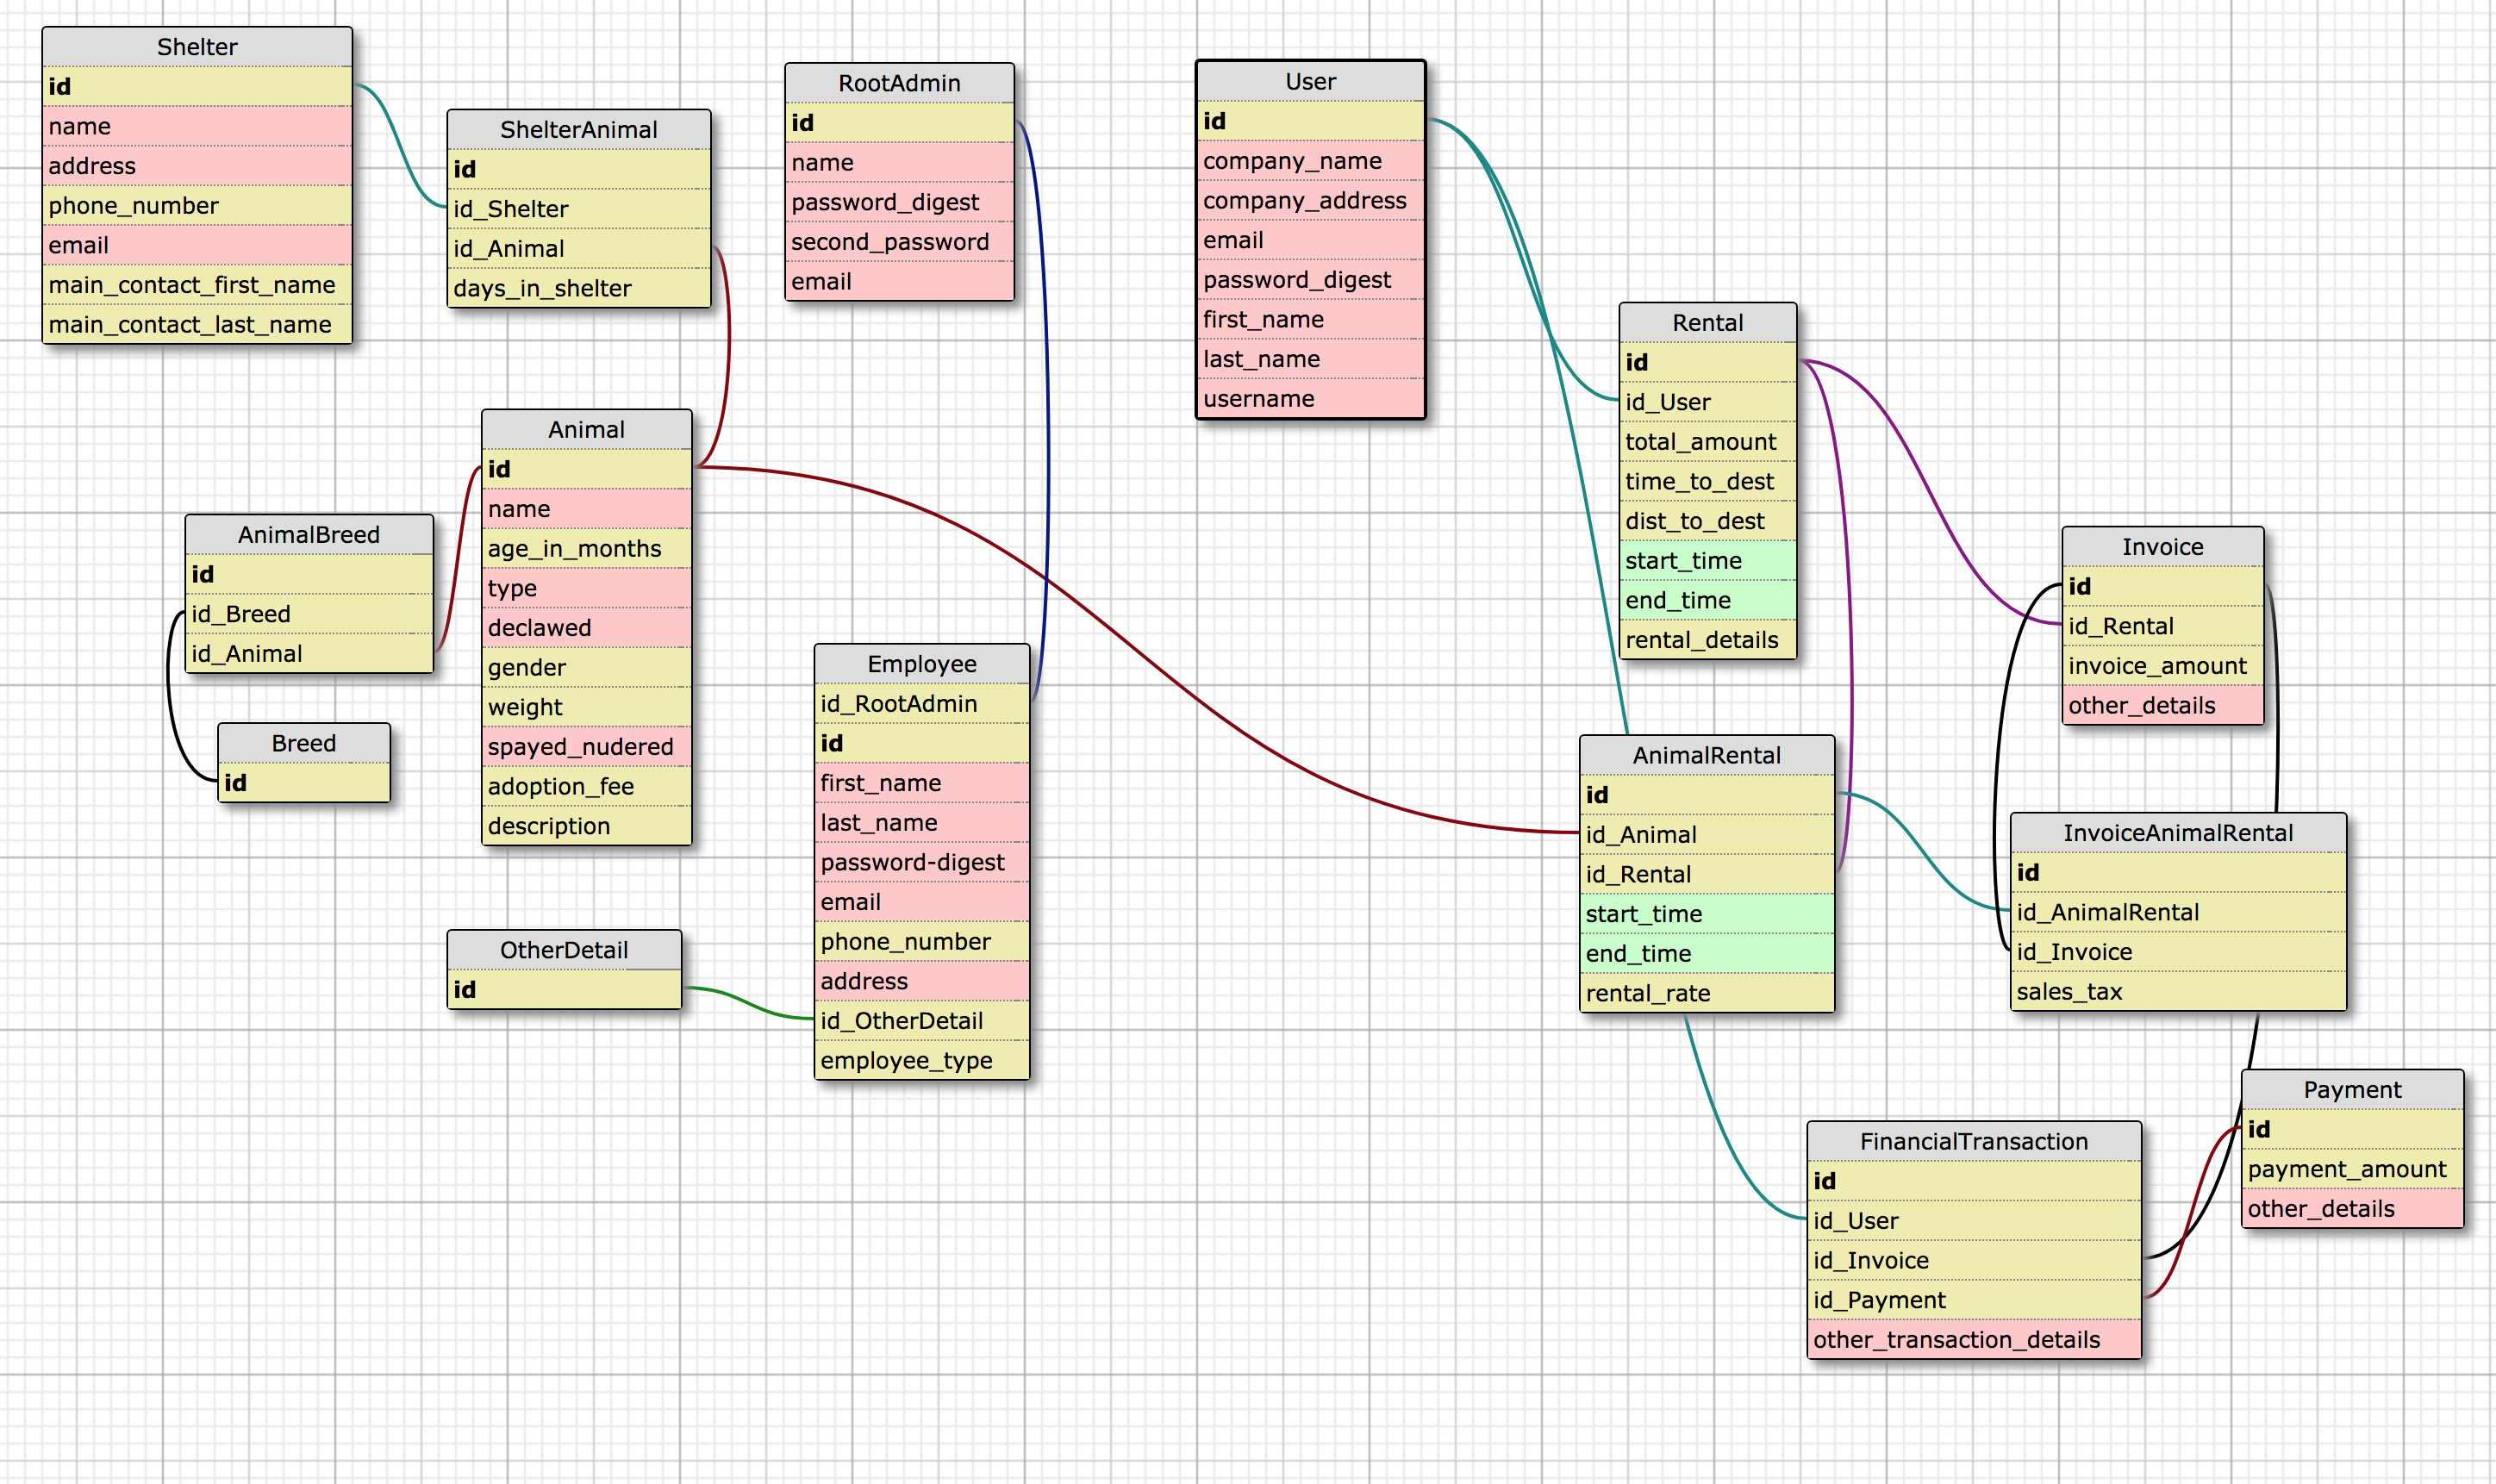 Shelter
id
name
address
phone_number
email
main_contact_first_name
main_contact_last_name
ShelterAnimal
id
id_Shelter
id_Animal
days_in_shelter
RootAdmin
id
name
password_digest
second_password
email
User
id
company_name
company_address
email
password_digest
first_name
last_name
username
Rental
id
id_User
total_amount
time_to_dest
dist_to_dest
start_time
end_time
rental_details
Animal
id
name
age_in_months
type
declawed
gender
weight
spayed_nudered
adoption_fee
description
AnimalBreed
id
id_Breed
id_Animal
Breed
id
Employee
id_RootAdmin
id
first_name
last_name
password-digest
email
phone_number
address
id_OtherDetail
employee_type
OtherDetail
id
Invoice
id
id_Rental
invoice_amount
other_details
AnimalRental
id
id_Animal
id_Rental
start_time
end_time
rental_rate
InvoiceAnimalRental
id
id_AnimalRental
id_Invoice
sales_tax
Payment
id
payment_amount
other_details
FinancialTransaction
id
id_User
id_Invoice
id_Payment
other_transaction_details